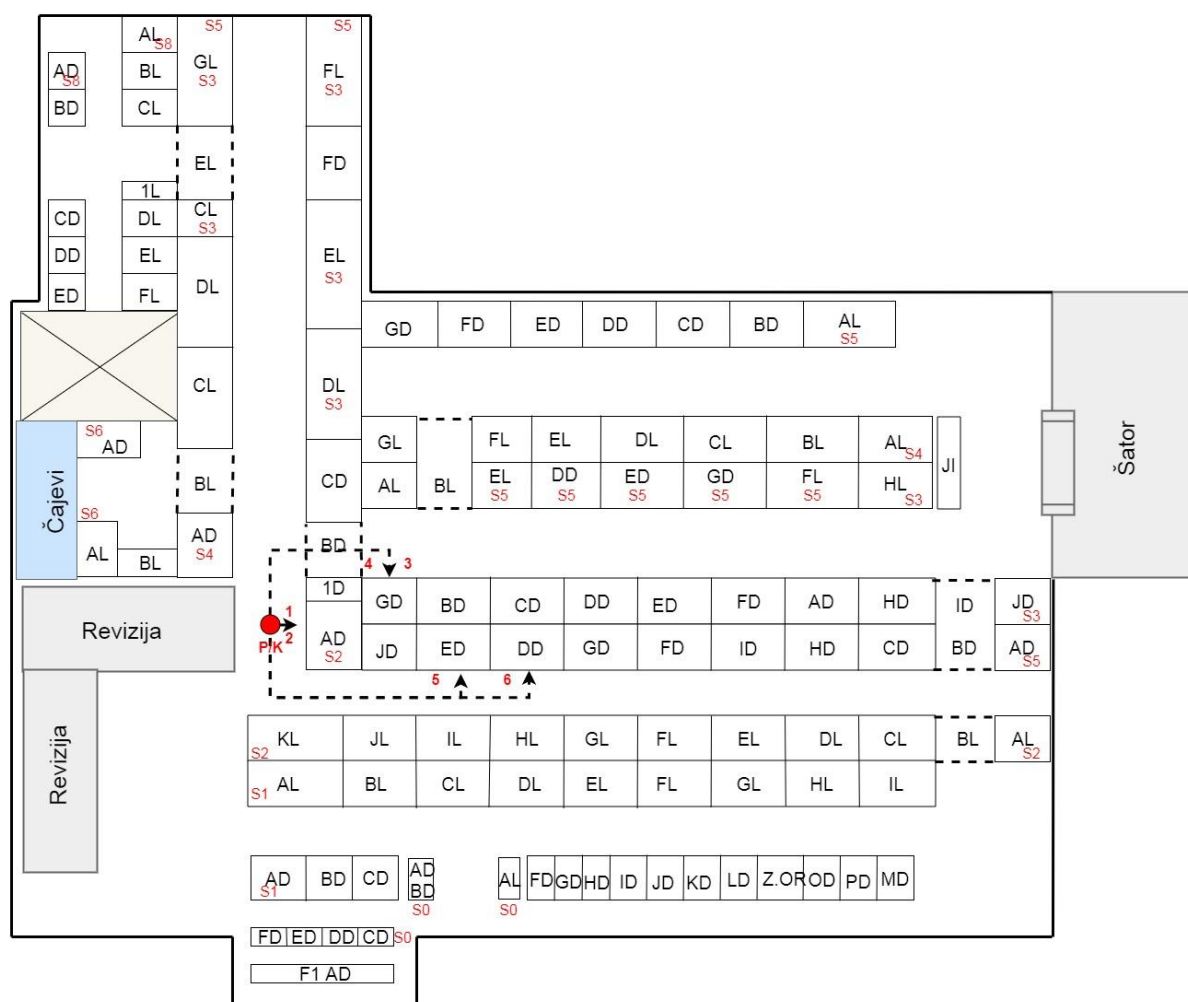 AL S8 S5 S5
AD S8 BL GL S3 FL S3
BD CL
EL FD
1L
CD DL CL S3
DD EL DL EL S3
ED FL
GD FD ED DD CD BD AL S5
CL DL S3
S6 AD
GL FL EL DL CL BL AL S4
Čajevi BL CD AL BL EL S5 DD S5 ED S5 GD S5 FL S5 HL S3 JI
Šator
S6
AL BL AD S4 BD
4 3
1D GD BD CD DD ED FD AD HD ID JD S3
1
Revizija P/K 2 AD S2 JD ED DD GD FD ID HD CD BD AD S5
5 6
S2 KL JL IL HL GL FL EL DL CL BL AL S2
Revizija
S1 AL BL CL DL EL FL GL HL IL
AD S1 BD CD AD AL FD GD HD ID JD KD LD Z.OR OD PD MD
BD
S0 S0
FD ED DD CD S0
F1 AD